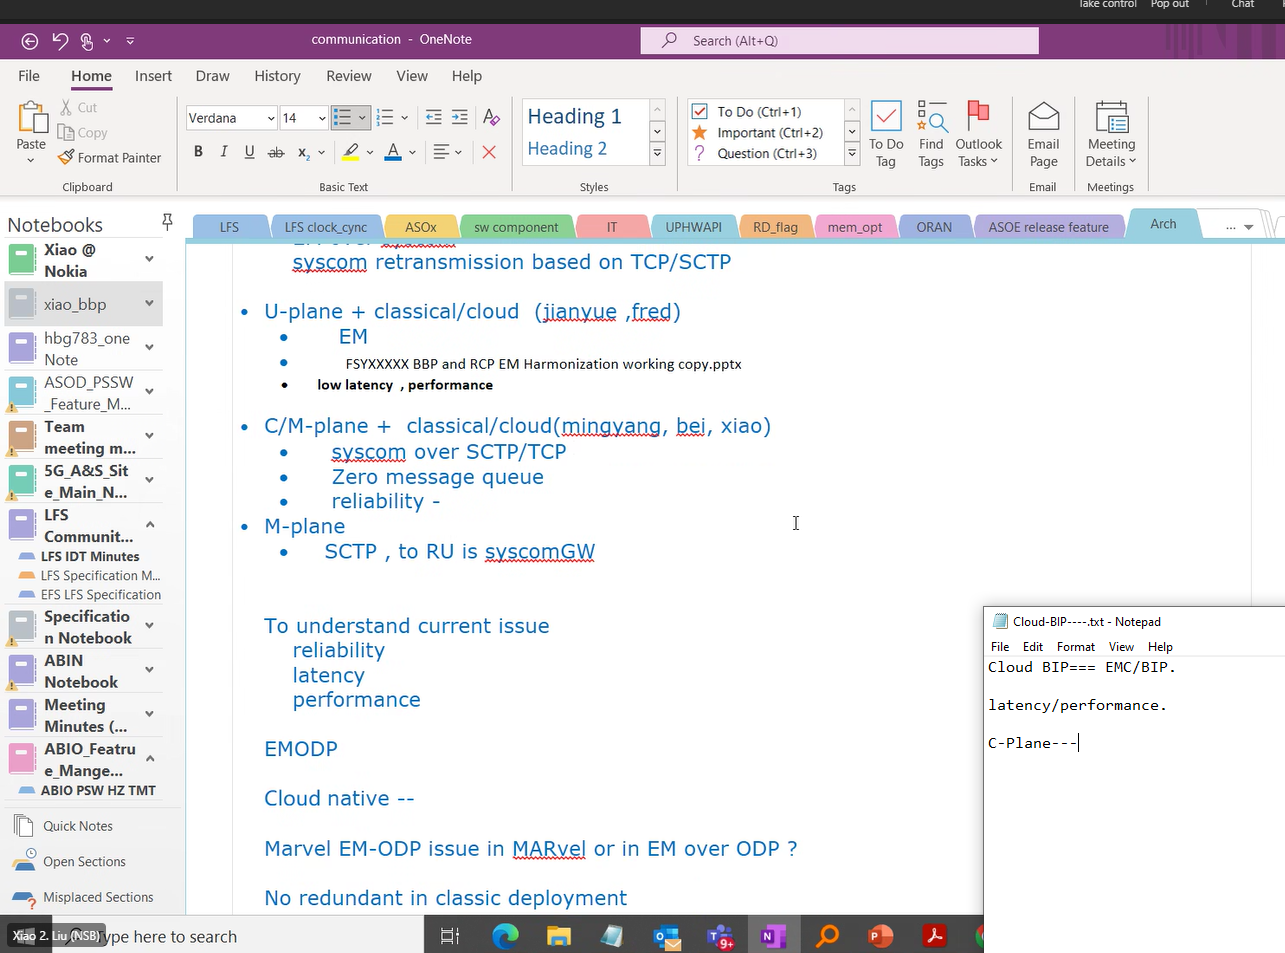 Take control Pop out Chat
communication - OneNote
Search (Alt+Q)
File Home Insert Draw History Review View Help
Paste
Cut
Copy
Format Painter
Clipboard
Verdana 14
B I U ab x₂ A
Basic Text
Heading 1
Heading 2
Styles
To Do (Ctrl+1)
Important (Ctrl+2)
Question (Ctrl+3)
To Do Tag
Find Tags
Outlook Tasks
Tags
Email Page
Email
Meeting Details
Meetings
Notebooks
LFS LFS clock_cync ASOx sw component IT UPHWAPI RD_flag mem_opt ORAN ASOE release feature Arch ...
Xiao @
Nokia
xiao_bbp
hbg783_one
Note
ASOD_PSSW
_Feature_M...
Team
meeting m...
5G_A&S_Sit
e_Main_N...
LFS
Communit...
LFS IDT Minutes
LFS Specification M...
EFS LFS Specification
Specificatio
n Notebook
ABIN
Notebook
Meeting
Minutes (...
ABIO_Featru
e_Mange...
ABIO PSW HZ TMT
Quick Notes
Open Sections
Misplaced Sections
syscom retransmission based on TCP/SCTP
• U-plane + classical/cloud (jianyue ,fred)
• EM
• FSYXXXXX BBP and RCP EM Harmonization working copy.pptx
• low latency , performance
• C/M-plane + classical/cloud(mingyang, bei, xiao)
• syscom over SCTP/TCP
• Zero message queue
• reliability -
• M-plane
• SCTP , to RU is syscomGW
To understand current issue
reliability
latency
performance
EMODP
Cloud native --
Marvel EM-ODP issue in MARvel or in EM over ODP ?
No redundant in classic deployment
Cloud-BIP----.txt - Notepad
File Edit Format View Help
Cloud BIP=== EMC/BIP.
latency/performance.
C-Plane---
Xiao 2. Liu (NSB)
ype here to search
9+